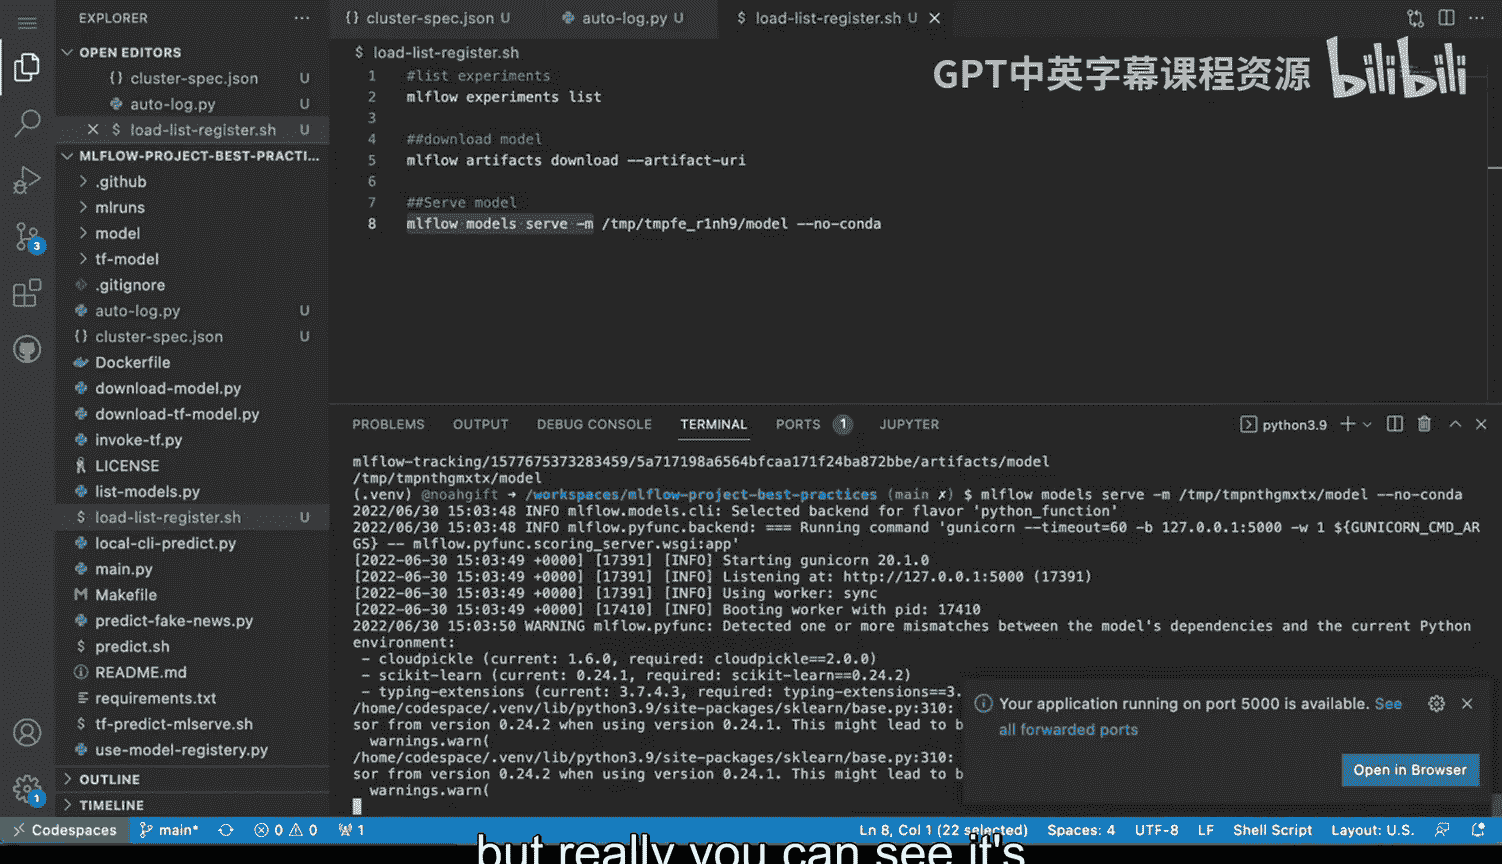 EXPLORER
{} cluster-spec.json U
auto-log.py U
$ load-list-register.sh U
OPEN EDITORS
{} cluster-spec.json U
auto-log.py U
$ load-list-register.sh U
MLFLOW-PROJECT-BEST-PRACTI...
.github
mlruns
model
tf-model
.gitignore
auto-log.py U
{} cluster-spec.json U
Dockerfile
download-model.py
download-tf-model.py
invoke-tf.py
LICENSE
list-models.py
$ load-list-register.sh U
local-cli-predict.py
main.py
Makefile
predict-fake-news.py
$ predict.sh
README.md
requirements.txt
$ tf-predict-mlserve.sh
use-model-registery.py
OUTLINE
TIMELINE
3
1
$ load-list-register.sh
GPT中英字幕课程资源 bilibili
1 #list experiments
2 mlflow experiments list
3
4 ##download model
5 mlflow artifacts download --artifact-uri
6
7 ##Serve model
8 mlflow models serve -m /tmp/tmpfe_r1nh9/model --no-conda
PROBLEMS OUTPUT DEBUG CONSOLE TERMINAL PORTS 1 JUPYTER
python3.9
mlflow-tracking/1577675373283459/5a717198a6564bfcaa171f24ba872bbe/artifacts/model
/tmp/tmpnthgmxtx/model
(.venv) @noahgift → /workspaces/mlflow-project-best-practices (main ✗) $ mlflow models serve -m /tmp/tmpnthgmxtx/model --no-conda
2022/06/30 15:03:48 INFO mlflow.models.cli: Selected backend for flavor 'python_function'
2022/06/30 15:03:48 INFO mlflow.pyfunc.backend: === Running command 'gunicorn --timeout=60 -b 127.0.0.1:5000 -w 1 ${GUNICORN_CMD_AR
GS} -- mlflow.pyfunc.scoring_server.wsgi:app'
[2022-06-30 15:03:49 +0000] [17391] [INFO] Starting gunicorn 20.1.0
[2022-06-30 15:03:49 +0000] [17391] [INFO] Listening at: http://127.0.0.1:5000 (17391)
[2022-06-30 15:03:49 +0000] [17391] [INFO] Using worker: sync
[2022-06-30 15:03:49 +0000] [17410] [INFO] Booting worker with pid: 17410
2022/06/30 15:03:50 WARNING mlflow.pyfunc: Detected one or more mismatches between the model's dependencies and the current Python
environment:
- cloudpickle (current: 1.6.0, required: cloudpickle==2.0.0)
- scikit-learn (current: 0.24.1, required: scikit-learn==0.24.2)
- typing-extensions (current: 3.7.4.3, required: typing-extensions==3.
/home/codespace/.venv/lib/python3.9/site-packages/sklearn/base.py:310:
sor from version 0.24.2 when using version 0.24.1. This might lead to b
warnings.warn(
/home/codespace/.venv/lib/python3.9/site-packages/sklearn/base.py:310:
sor from version 0.24.2 when using version 0.24.1. This might lead to b
warnings.warn(
Your application running on port 5000 is available. See
all forwarded ports
Open in Browser
Codespaces main* 0 0 1 Ln 8, Col 1 (22 selected) Spaces: 4 UTF-8 LF Shell Script Layout: U.S.
but really you can see it's